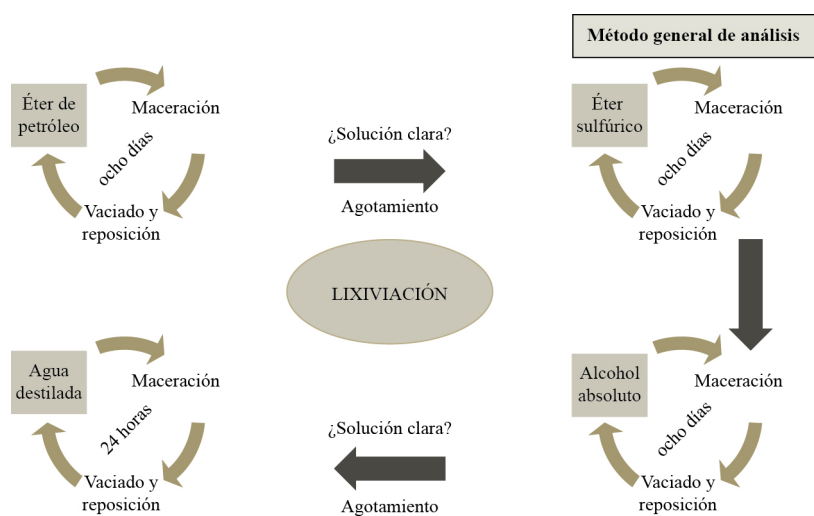 Método general de análisis
Éter de
petróleo
Maceración
ocho días
Vaciado y
reposición
¿Solución clara?
Agotamiento
Éter
sulfúrico
Maceración
ocho días
Vaciado y
reposición
LIXIVIACIÓN
Agua
destilada
Maceración
24 horas
Vaciado y
reposición
¿Solución clara?
Agotamiento
Alcohol
absoluto
Maceración
ocho días
Vaciado y
reposición